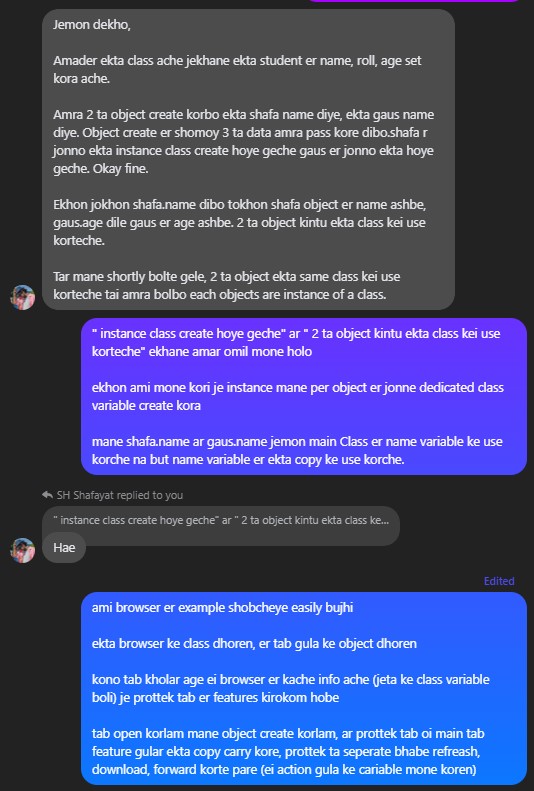 Jemon dekho,
Amader ekta class ache jekhane ekta student er name, roll, age set
kora ache.
Amra 2 ta object create korbo ekta shafa name diye, ekta gaus name
diye. Object create er shomoy 3 ta data amra pass kore dibo.shafa r
jonno ekta instance class create hoye geche gaus er jonno ekta hoye
geche. Okay fine.
Ekhon jokhon shafa.name dibo tokhon shafa object er name ashbe,
gaus.age dile gaus er age ashbe. 2 ta object kintu ekta class kei use
korteche.
Tar mane shortly bolte gele, 2 ta object ekta same class kei use
korteche tai amra bolbo each objects are instance of a class.
" instance class create hoye geche" ar " 2 ta object kintu ekta class kei use
korteche" ekhane amar omil mone holo
ekhon ami mone kori je instance mane per object er jonne dedicated class
variable create kora
mane shafa.name ar gaus.name jemon main Class er name variable ke use
korche na but name variable er ekta copy ke use korche.
SH Shafayat replied to you
" instance class create hoye geche" ar " 2 ta object kintu ekta class ke...
Hae
Edited
ami browser er example shobcheye easily bujhi
ekta browser ke class dhoren, er tab gula ke object dhoren
kono tab kholar age ei browser er kache info ache (jeta ke class variable
boli) je prottek tab er features kirokom hobe
tab open korlam mane object create korlam, ar prottek tab oi main tab
feature gular ekta copy carry kore, prottek ta seperate bhabe refreash,
download, forward korte pare (ei action gula ke cariable mone koren)